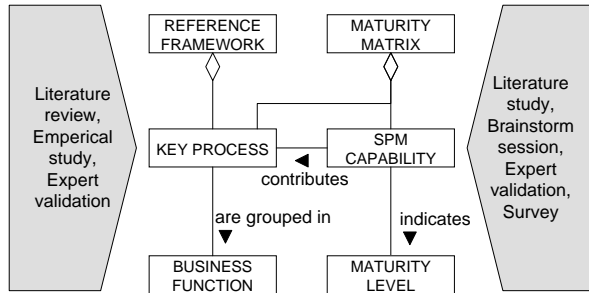 REFERENCE
FRAMEWORK
MATURITY
MATRIX
Literature
review,
Emperical
study,
Expert
validation
Literature
study,
Brainstorm
session,
Expert
validation,
Survey
KEY PROCESS
SPM
CAPABILITY
contributes
are grouped in
indicates
BUSINESS
FUNCTION
MATURITY
LEVEL